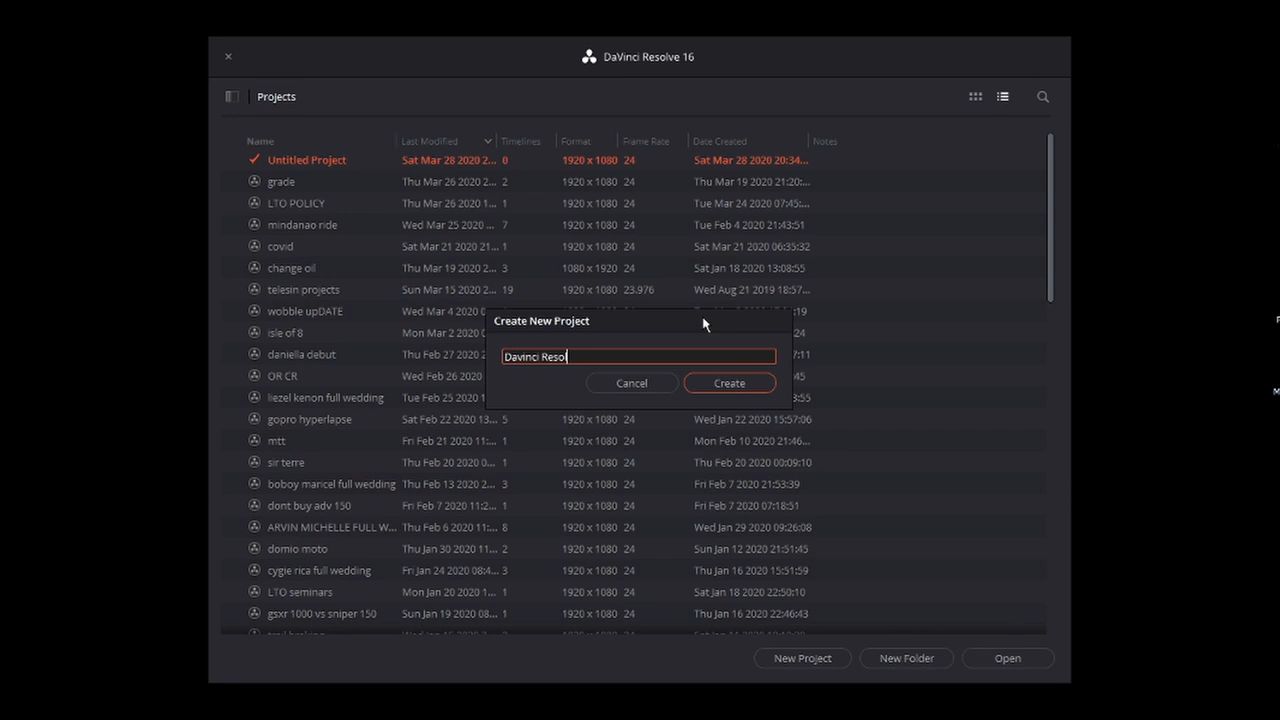 DaVinci Resolve 16
Projects
Name Last Modified Timelines Format Frame Rate Date Created Notes
Untitled Project Sat Mar 28 2020 2... 0 1920 x 1080 24 Sat Mar 28 2020 20:34...
grade Thu Mar 26 2020 2... 2 1920 x 1080 24 Thu Mar 19 2020 21:20:...
LTO POLICY Thu Mar 26 2020 1... 1 1920 x 1080 24 Tue Mar 24 2020 07:45:...
mindanao ride Wed Mar 25 2020 ... 7 1920 x 1080 24 Tue Feb 4 2020 21:43:51
covid Sat Mar 21 2020 21... 1 1920 x 1080 24 Sat Mar 21 2020 06:35:32
change oil Thu Mar 19 2020 2... 3 1080 x 1920 24 Sat Jan 18 2020 13:08:55
telesin projects Sun Mar 15 2020 2... 19 1920 x 1080 23.976 Wed Aug 21 2019 18:57...
wobble upDATE Wed Mar 4 2020 0 :19
isle of 8 Mon Mar 2 2020 :24
daniella debut Thu Feb 27 2020 2 7:11
OR CR Wed Feb 26 2020 :45
liezel kenon full wedding Tue Feb 25 2020 1 3:55
Create New Project
Davinci Resol
Cancel Create
gopro hyperlapse Sat Feb 22 2020 13... 5 1920 x 1080 24 Wed Jan 22 2020 15:57:06
mtt Fri Feb 21 2020 11:... 1 1920 x 1080 24 Mon Feb 10 2020 21:46...
sir terre Thu Feb 20 2020 0... 1 1920 x 1080 24 Thu Feb 20 2020 00:09:10
boboy maricel full wedding Thu Feb 13 2020 2... 3 1920 x 1080 24 Fri Feb 7 2020 21:53:39
dont buy adv 150 Fri Feb 7 2020 11:2... 1 1920 x 1080 24 Fri Feb 7 2020 07:18:51
ARVIN MICHELLE FULL W... Thu Feb 6 2020 11:... 8 1920 x 1080 24 Wed Jan 29 2020 09:26:08
domio moto Thu Jan 30 2020 11... 2 1920 x 1080 24 Sun Jan 12 2020 21:51:45
cygie rica full wedding Fri Jan 24 2020 08:4... 3 1920 x 1080 24 Thu Jan 16 2020 15:51:59
LTO seminars Mon Jan 20 2020 1... 1 1920 x 1080 24 Sat Jan 18 2020 22:50:10
gsxr 1000 vs sniper 150 Sun Jan 19 2020 08... 1 1920 x 1080 24 Thu Jan 16 2020 22:46:43
New Project New Folder Open